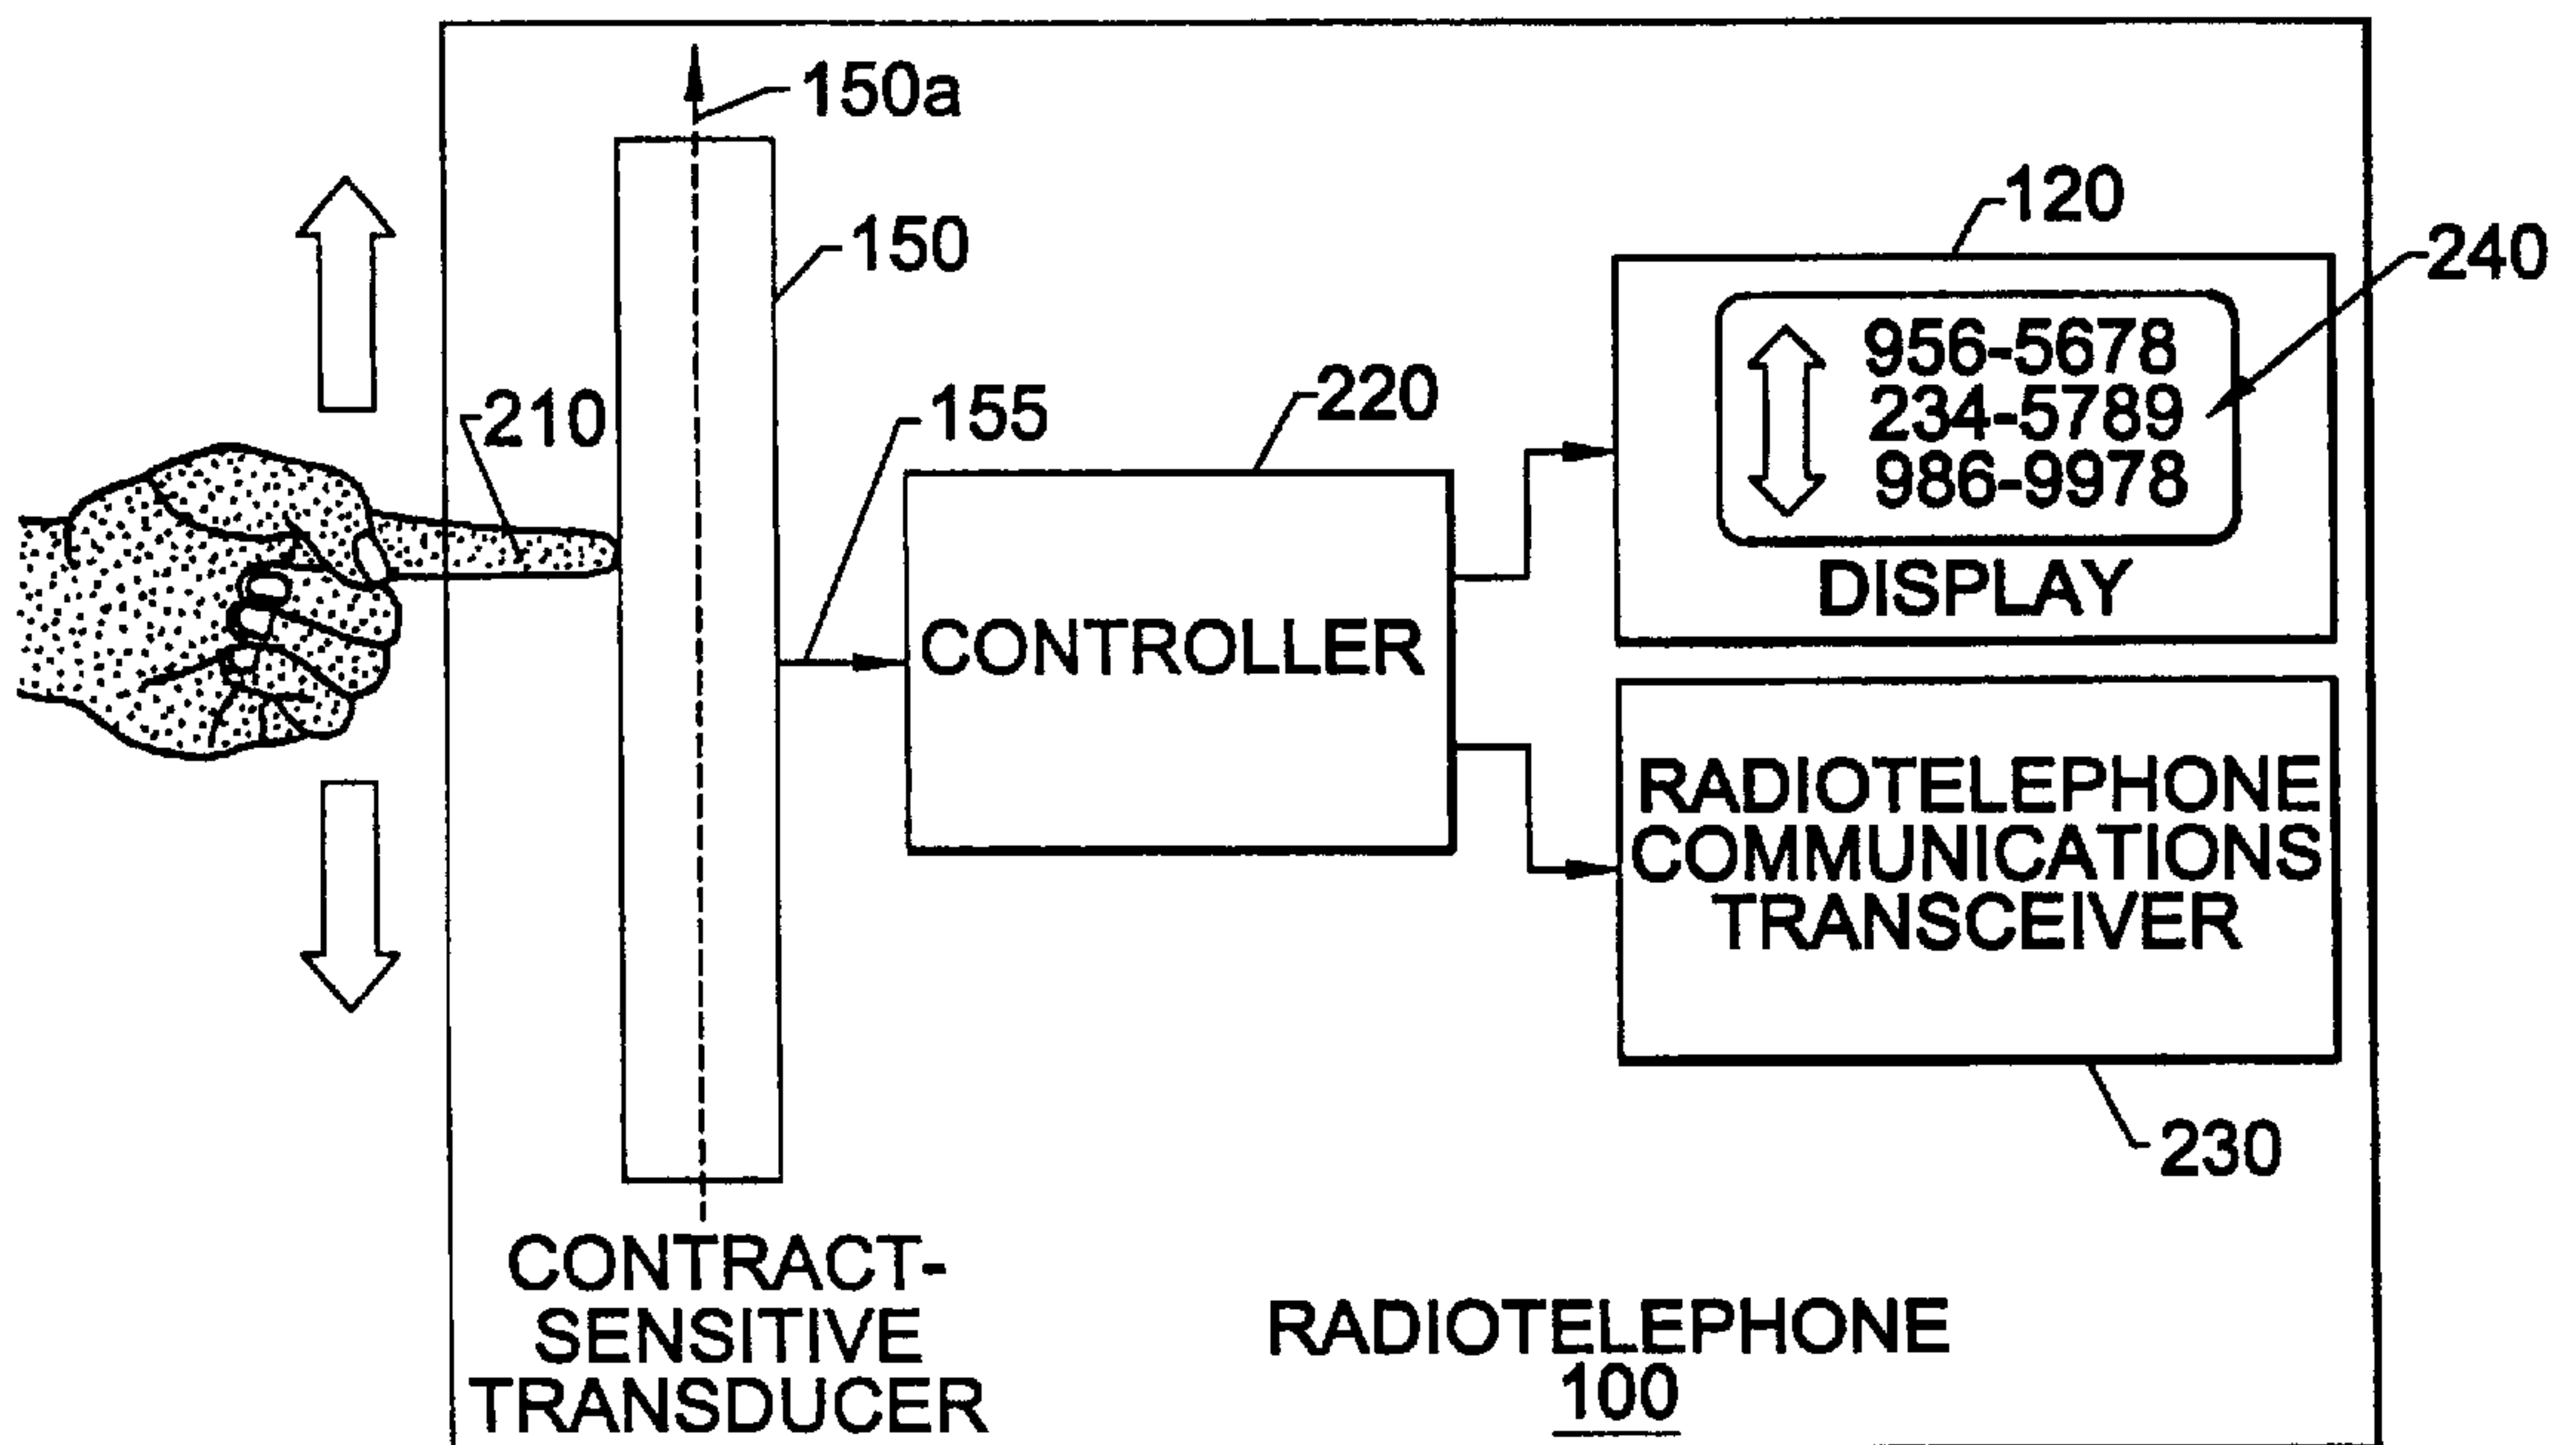 150a
150
120
240
956-5678
234-5789
986-9978
DISPLAY
210
155
220
CONTROLLER
RADIOTELEPHONE
COMMUNICATIONS
TRANSCEIVER
230
CONTRACT-
SENSITIVE
TRANSDUCER
RADIOTELEPHONE
100